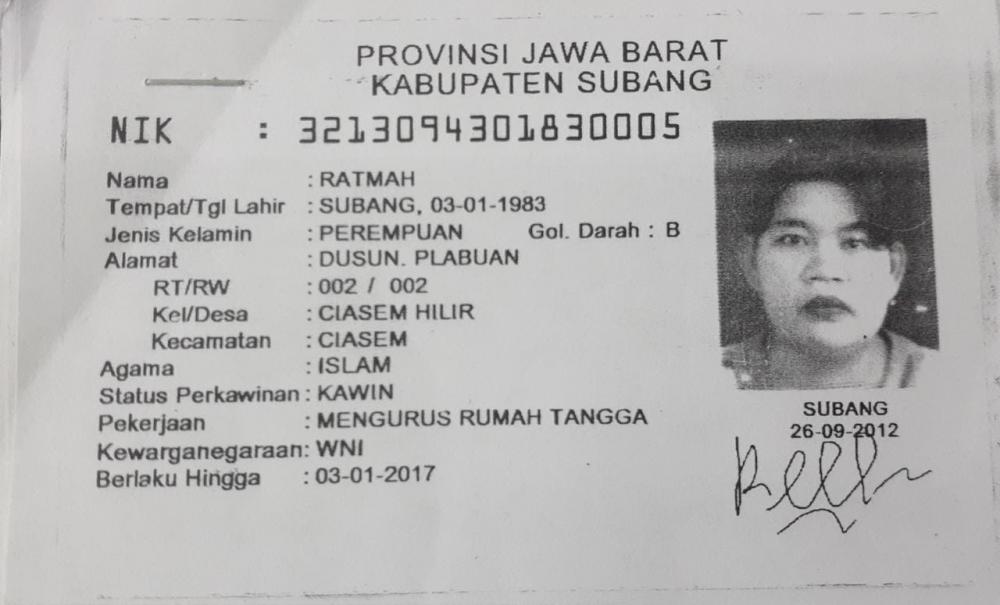 PROVINSI JAWA BARAT
KABUPATEN SUBANG
NIK : 3213094301830005
Nama : RATMAH
Tempat/Tgl Lahir : SUBANG, 03-01-1983
Jenis Kelamin : PEREMPUAN Gol. Darah : B
Alamat : DUSUN. PLABUAN
RT/RW : 002 / 002
Kel/Desa : CIASEM HILIR
Kecamatan : CIASEM
Agama : ISLAM
Status Perkawinan : KAWIN
Pekerjaan : MENGURUS RUMAH TANGGA
Kewarganegaraan: WNI
Berlaku Hingga : 03-01-2017
SUBANG
26-09-2012